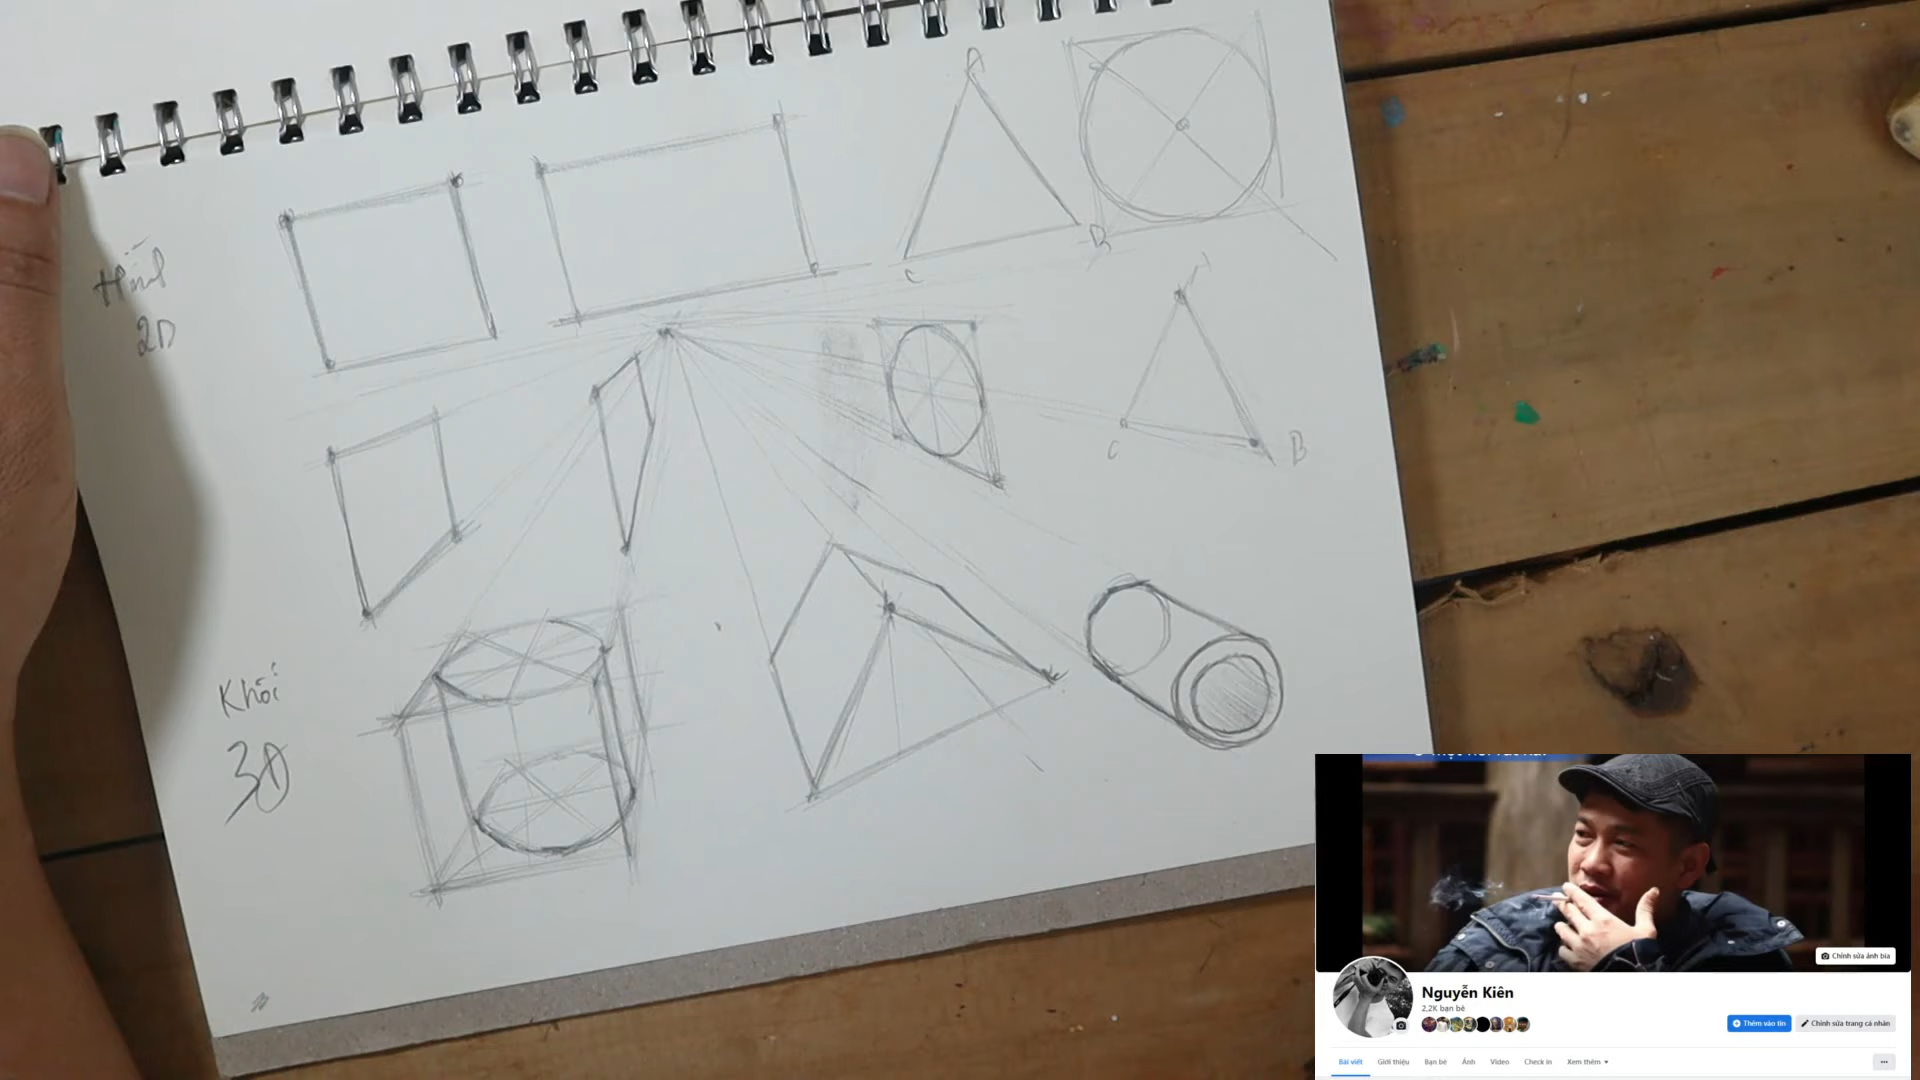 A
B
C
Hình
2D
C
B
Khối
3D
Chỉnh sửa ảnh bìa
Nguyễn Kiên
2,2K bạn bè
Thêm vào tin
Chỉnh sửa trang cá nhân
Bài viết
Giới thiệu
Bạn bè
Ảnh
Video
Check in
Xem thêm